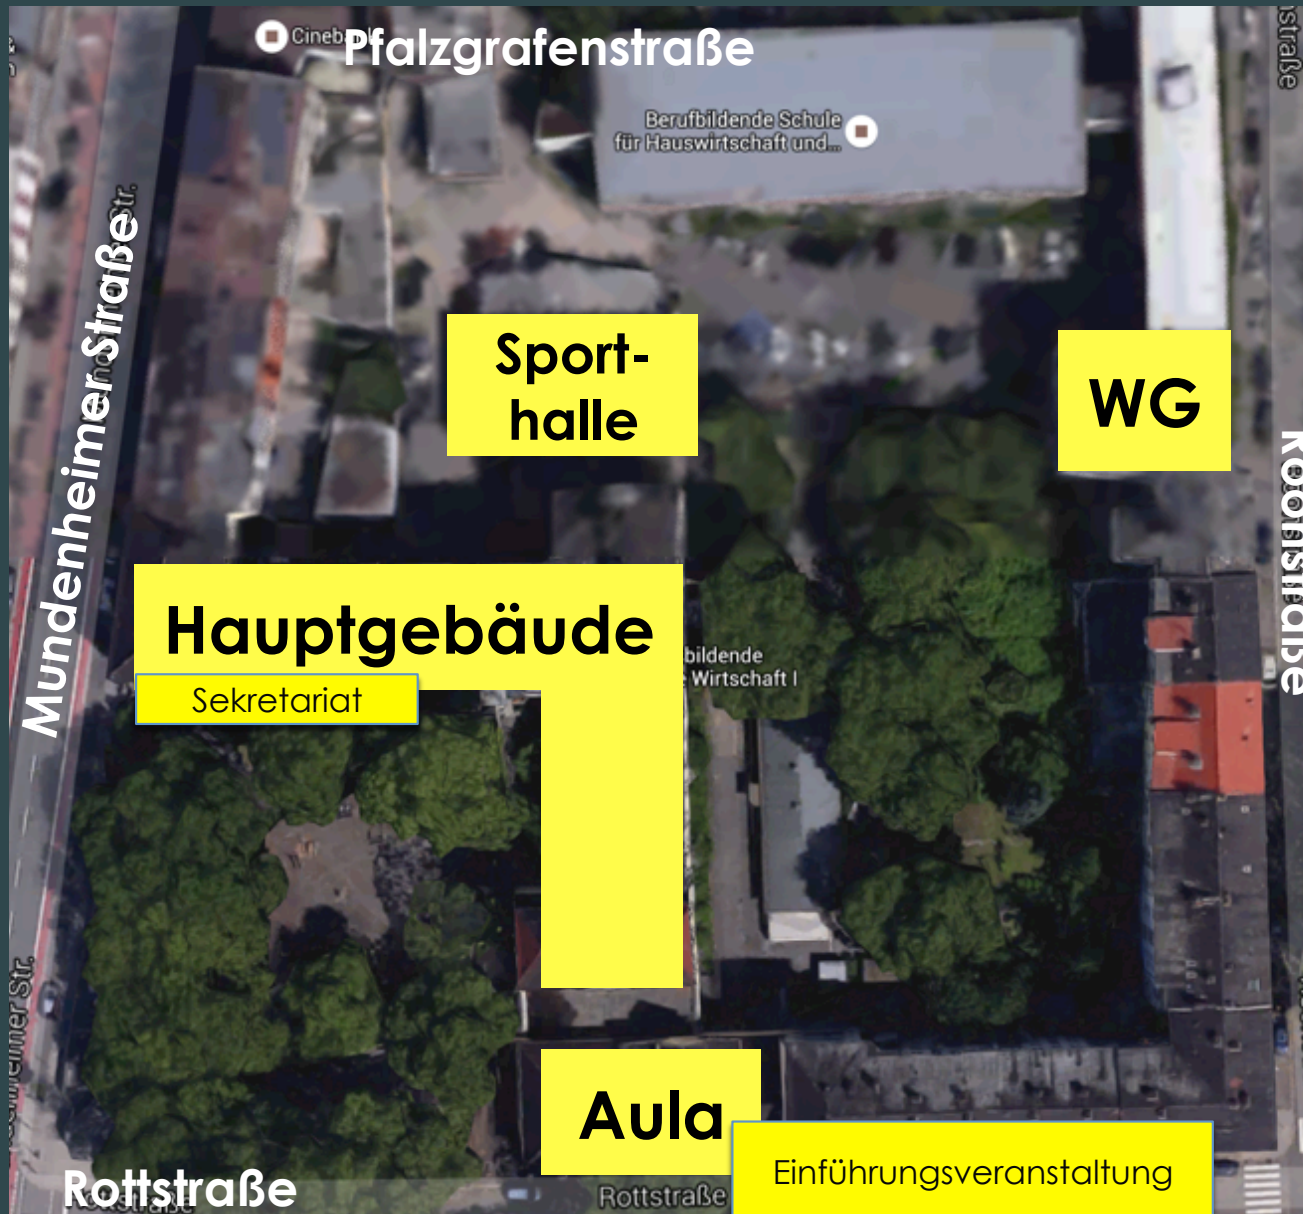 Pfalzgrafenstraße
Berufbildende Schule
für Hauswirtschaft und...
Mundenheimer Straße
Sport-
halle
WG
Roonstraße
Hauptgebäude
Sekretariat
bildende
Wirtschaft I
Aula
Einführungsveranstaltung
Rottstraße
Rottstraße